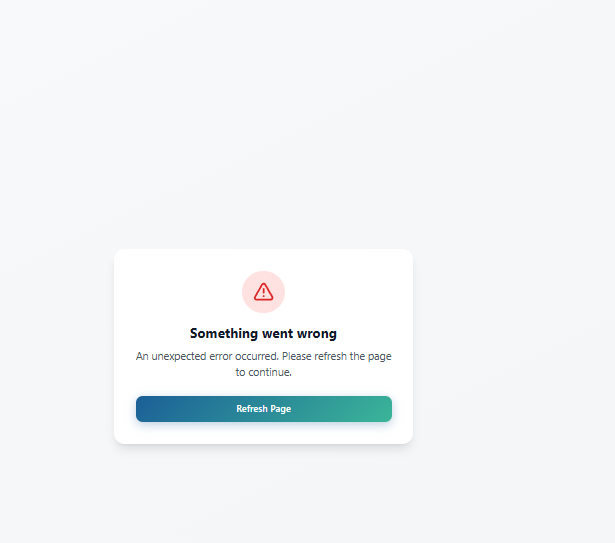 Something went wrong
An unexpected error occurred. Please refresh the page
to continue.
Refresh Page